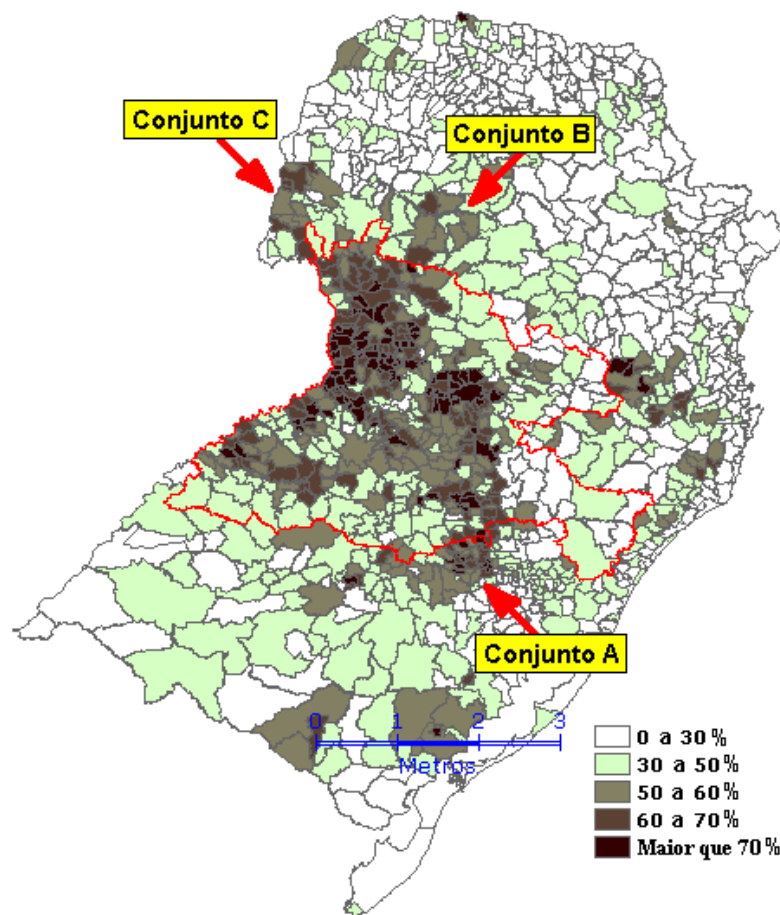 Conjunto C
Conjunto B
Conjunto A
0 1 2 3
Metros
0 a 30%
30 a 50%
50 a 60%
60 a 70%
Maior que 70%